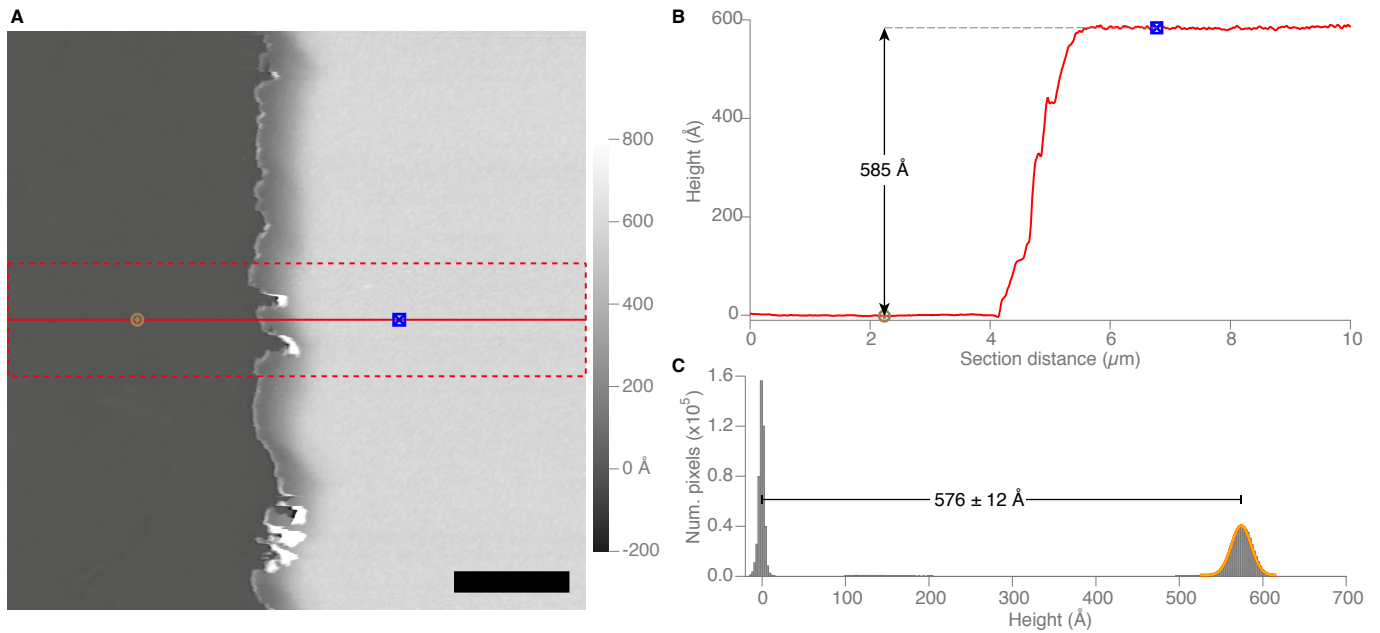 A
800
600
400
200
0 Å
-200
B
Height (Å)
600
400
200
0
585 Å
0 2 4 6 8 10
Section distance (µm)
C
Num. pixels (x10⁵)
1.6
1.2
0.8
0.4
0.0
576 ± 12 Å
0 100 200 300 400 500 600 700
Height (Å)